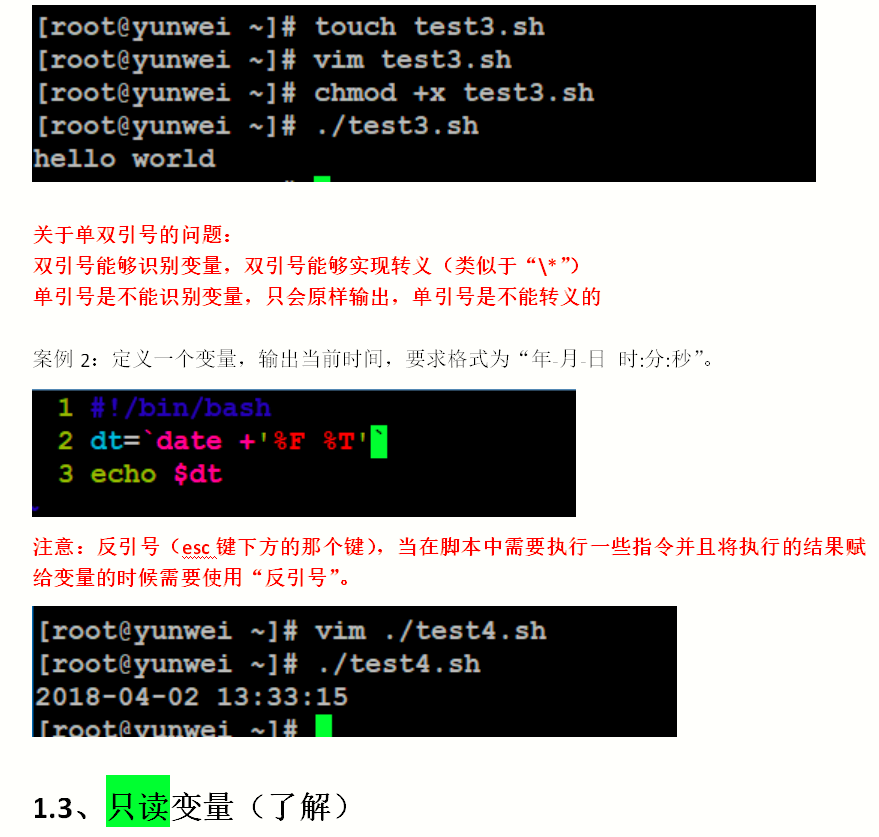 [root@yunwei ~]# touch test3.sh
[root@yunwei ~]# vim test3.sh
[root@yunwei ~]# chmod +x test3.sh
[root@yunwei ~]# ./test3.sh
hello world
关于单双引号的问题：
双引号能够识别变量，双引号能够实现转义（类似于“\*”）
单引号是不能识别变量，只会原样输出，单引号是不能转义的
案例 2：定义一个变量，输出当前时间，要求格式为“年-月-日 时:分:秒”。
1 #!/bin/bash
2 dt=`date +'%F %T'`
3 echo $dt
注意：反引号（esc 键下方的那个键），当在脚本中需要执行一些指令并且将执行的结果赋
给变量的时候需要使用“反引号”。
[root@yunwei ~]# vim ./test4.sh
[root@yunwei ~]# ./test4.sh
2018-04-02 13:33:15
[root@yunwei ~]#
1.3、只读变量（了解）